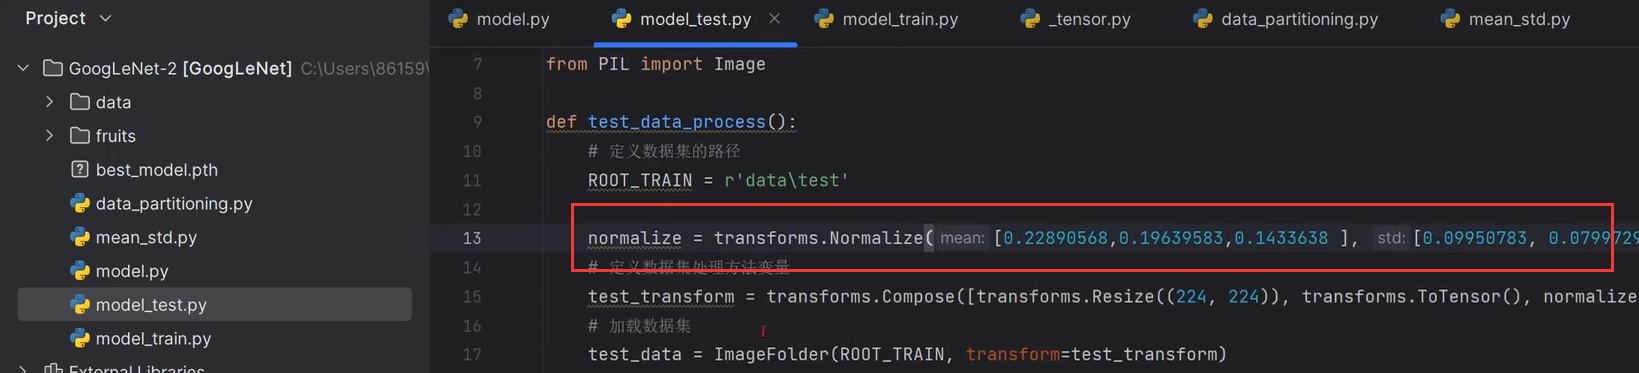 Project
GoogLeNet-2 [GoogLeNet] C:\Users\86159\
data
fruits
best_model.pth
data_partitioning.py
mean_std.py
model.py
model_test.py
model_train.py
External Libraries
model.py model_test.py model_train.py _tensor.py data_partitioning.py mean_std.py
7 from PIL import Image
8
9 def test_data_process():
10 # 定义数据集的路径
11 ROOT_TRAIN = r'data\test'
12
13 normalize = transforms.Normalize( mean: [0.22890568,0.19639583,0.1433638 ], std: [0.09950783, 0.0799729
14 # 定义数据集处理方法变量
15 test_transform = transforms.Compose([transforms.Resize((224, 224)), transforms.ToTensor(), normalize
16 # 加载数据集
17 test_data = ImageFolder(ROOT_TRAIN, transform=test_transform)